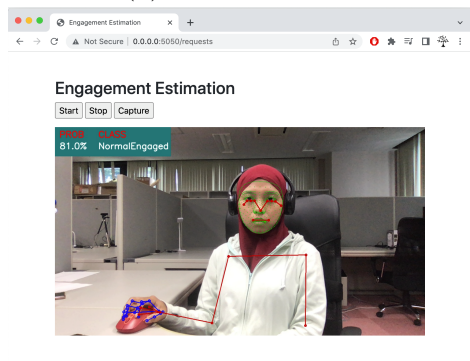 Engagement Estimation
Not Secure | 0.0.0.0:5050/requests
Engagement Estimation
Start Stop Capture
PROB CLASS
81.0% NormalEngaged